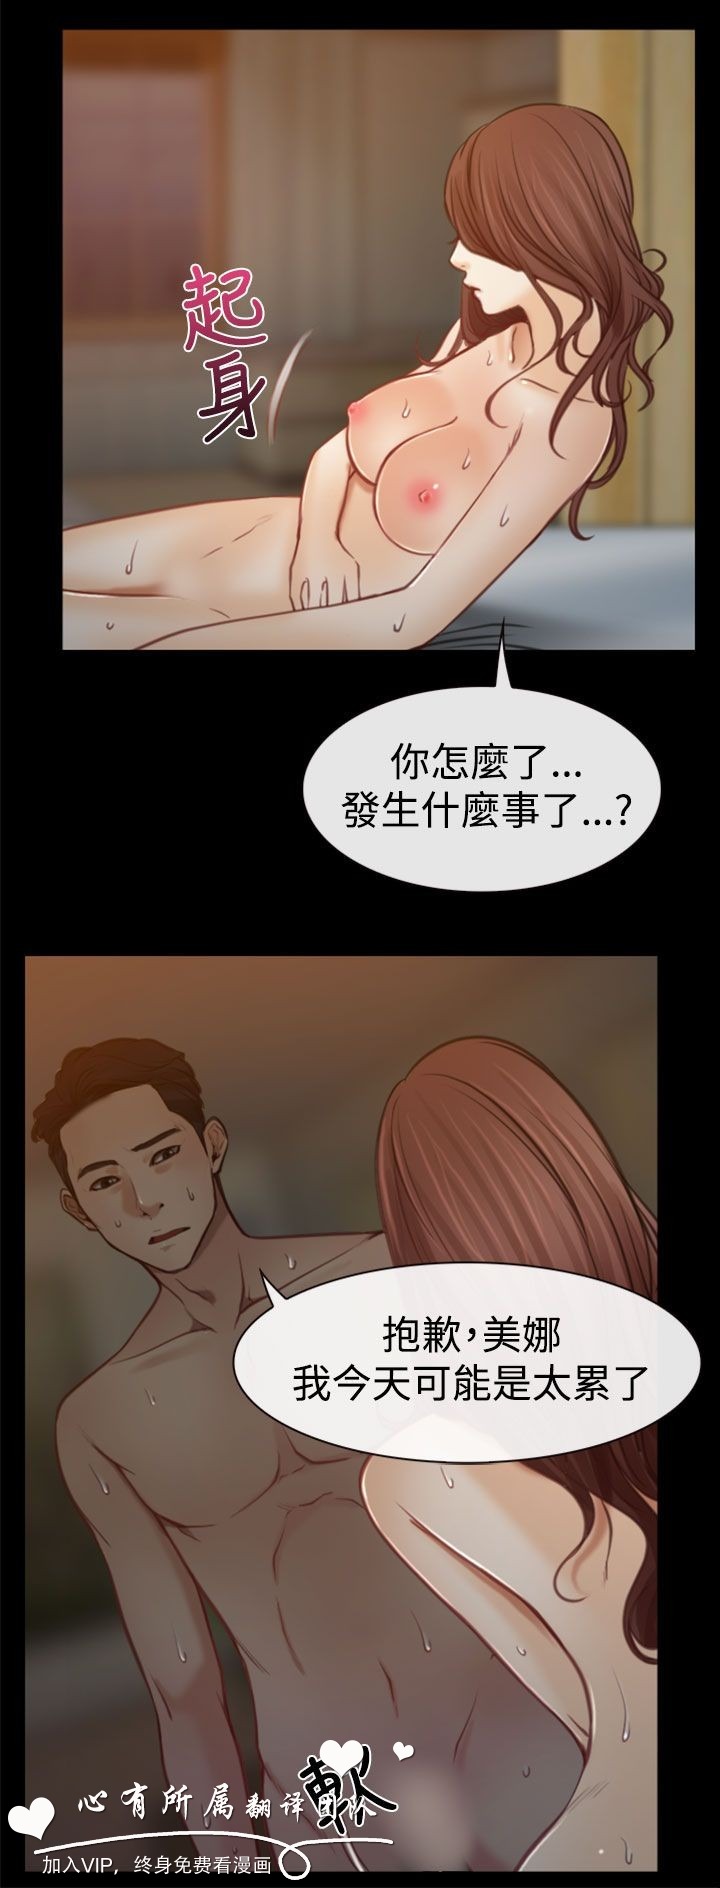 起身
你怎麼了...
發生什麼事了...?
抱歉，美娜
我今天可能是太累了
軟
心有所属翻译团队
加入VIP，终身免费看漫画